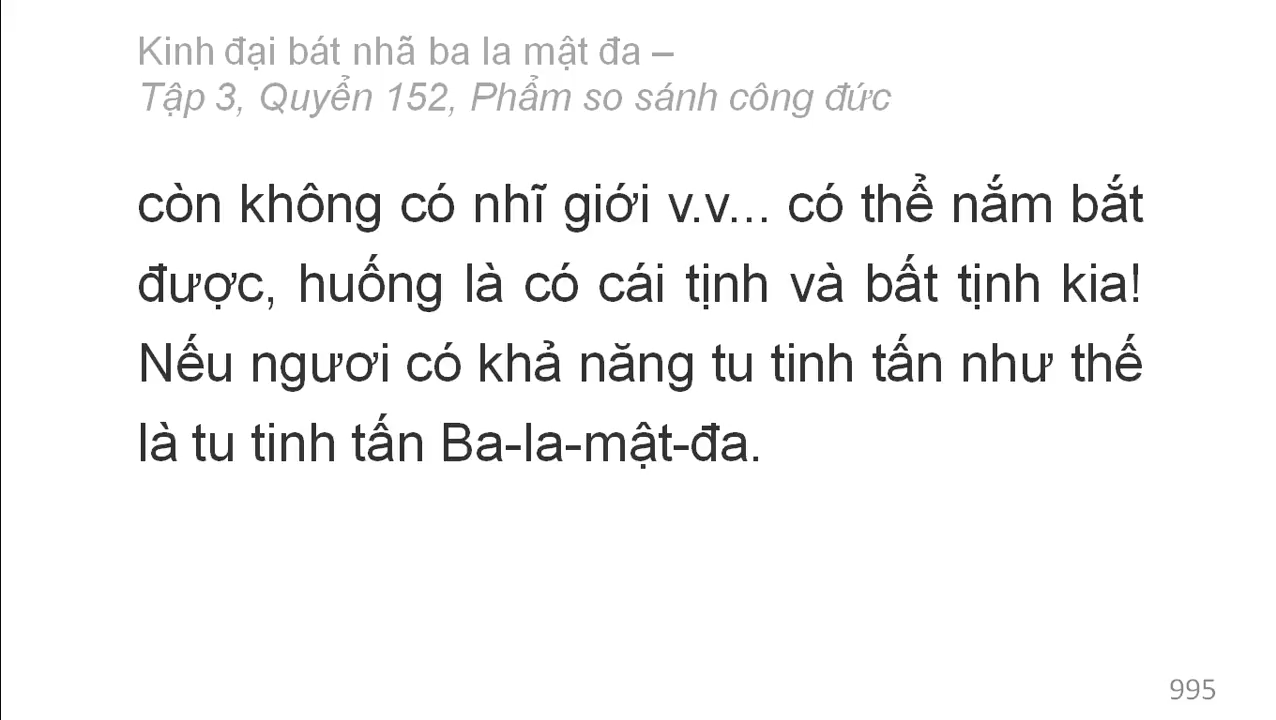 Kinh đại bát nhã ba la mật đa –
Tập 3, Quyển 152, Phẩm so sánh công đức
còn không có nhĩ giới v.v... có thể nắm bắt
được, huống là có cái tịnh và bất tịnh kia!
Nếu ngươi có khả năng tu tinh tấn như thế
là tu tinh tấn Ba-la-mật-đa.
995